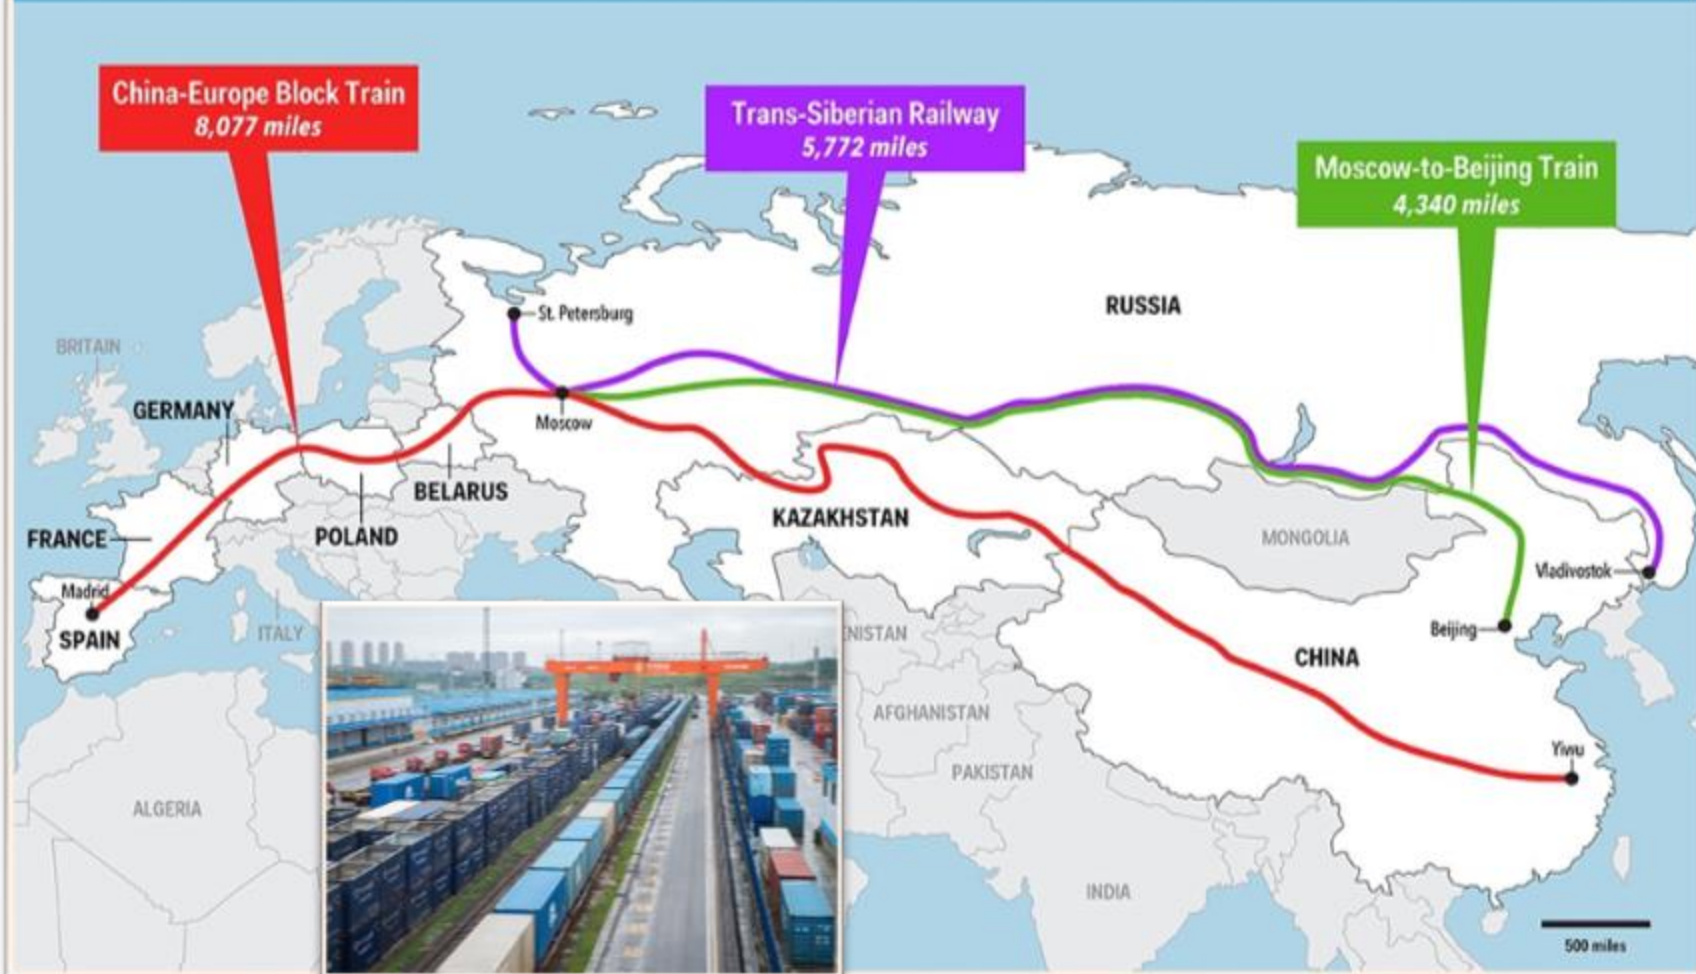 China-Europe Block Train
8,077 miles
Trans-Siberian Railway
5,772 miles
Moscow-to-Beijing Train
4,340 miles
RUSSIA
St. Petersburg
BRITAIN
GERMANY
Moscow
BELARUS
KAZAKHSTAN
FRANCE
POLAND
MONGOLIA
Vladivostok
Madrid
SPAIN
ITALY
NISTAN
Beijing
CHINA
AFGHANISTAN
Yiwu
PAKISTAN
ALGERIA
INDIA
500 miles